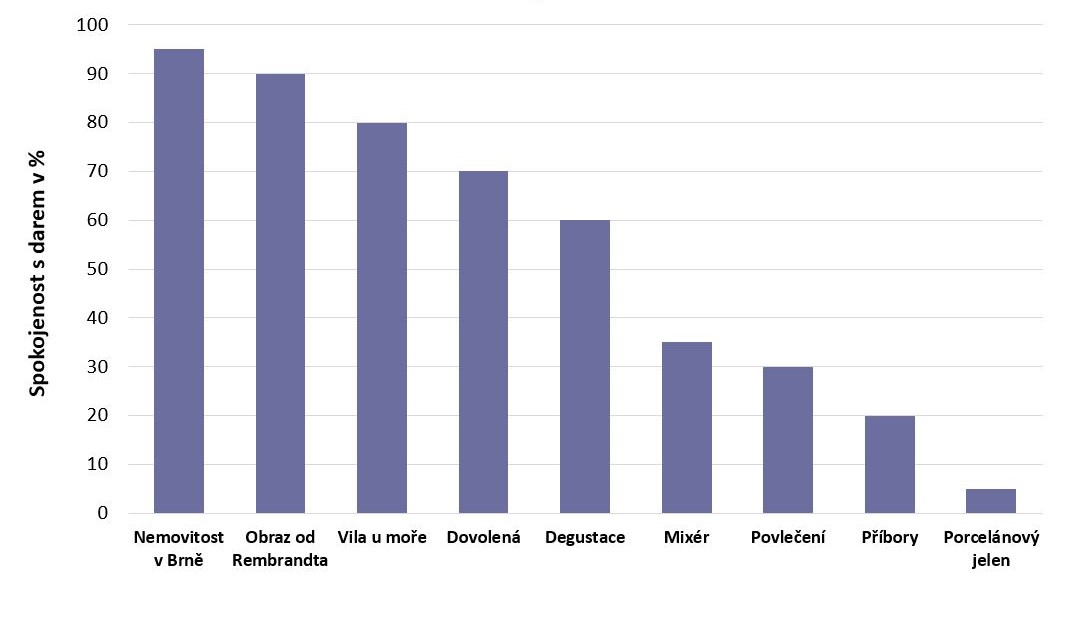 Spokojenost s darem v %
100
90
80
70
60
50
40
30
20
10
0
Nemovitost
v Brně
Obraz od
Rembrandta
Vila u moře
Dovolená
Degustace
Mixér
Povlečení
Příbory
Porcelánový
jelen